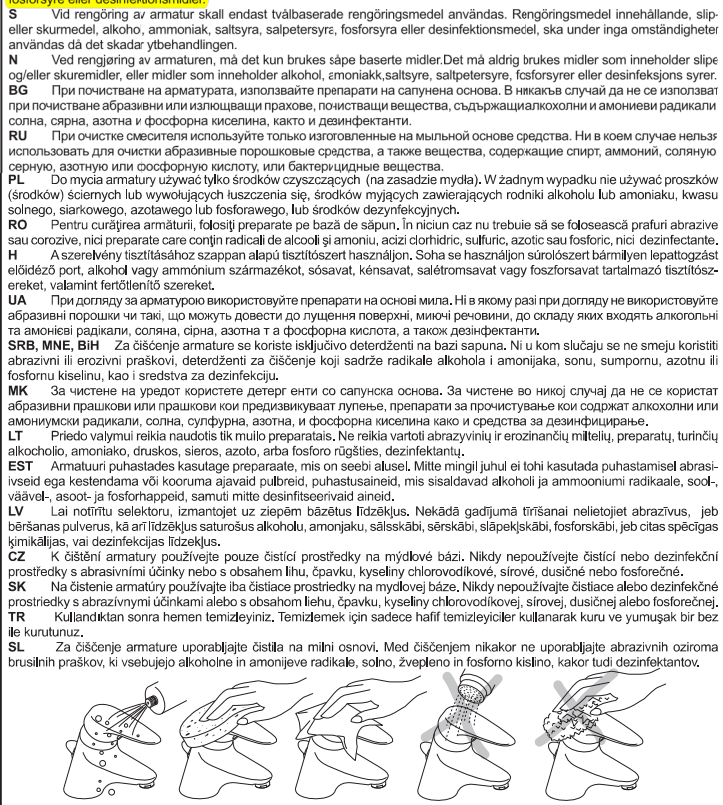 fosforsyre eller desinfektionsmidler.
S Vid rengöring av armatur skall endast tvålbaserade rengöringsmedel användas. Rengöringsmedel innehållande, slip-
eller skurmedel, alkohol, ammoniak, saltsyra, salpetersyra, fosforsyra eller desinfektionsmedel, ska under inga omständigheter
användas då det skadar ytbehandlingen.
N Ved rengjøring av armaturen, må det kun brukes såpe baserte midler.Det må aldrig brukes midler som inneholder slipe
og/eller skuremidler, eller midler som inneholder alkohol, amoniakk,saltsyre, saltpetersyre, fosforsyrer eller desinfeksjons syrer.
BG При почистване на арматурата, използвайте препарати на сапунена основа. В никакъв случай да не се използват
при почистване абразивни или излющващи прахове, почистващи вещества, съдържащиалкохолни и амониеви радикали
солна, сярна, азотна и фосфорна киселина, както и дезинфектанти.
RU При очистке смесителя используйте только изготовленные на мыльной основе средства. Ни в коем случае нельзя
использовать для очистки абразивные порошковые средства, а также вещества, содержащие спирт, аммоний, соляную
серную, азотную или фосфорную кислоту, или бактерицидные вещества.
PL Do mycia armatury używać tylko środków czyszczących (na zasadzie mydła). W żadnym wypadku nie używać proszków
(środków) ściernych lub wywołujących łuszczenia się, środków myjących zawierających rodniki alkoholu lub amoniaku, kwasu
solnego, siarkowego, azotawego lub fosforawego, lub środków dezynfekcyjnych.
RO Pentru curăţirea armăturii, folosiţi preparate pe bază de săpun. În niciun caz nu trebuie să se folosească prafuri abrazive
sau corozive, nici preparate care conţin radicali de alcooli şi amoniu, acizi clorhidric, sulfuric, azotic sau fosforic, nici dezinfectante.
H A szerelvény tisztításához szappan alapú tisztítószert használjon. Soha se használjon súrolószert bármilyen lepattogzást
előidéző port, alkohol vagy ammónium származékot, sósavat, kénsavat, salétromsavat vagy foszforsavat tartalmazó tisztítósz-
ereket, valamint fertőtlenítő szereket.
UA При догляду за арматурою використовуйте препарати на основі мила. Ні в якому разі при догляду не використовуйте
абразивні порошки чи такі, що можуть довести до лущення поверхні, миючі речовини, до складу яких входять алкогольні
та амонієві радікали, соляна, сірна, азотна т а фосфорна кислота, а також дезінфектанти.
SRB, MNE, BiH Za čišćenje armature se koriste isključivo deterdženti na bazi sapuna. Ni u kom slučaju se ne smeju koristiti
abrazivni ili erozivni praškovi, deterdženti za čišćenje koji sadrže radikale alkohola i amonijaka, sonu, sumpornu, azotnu ili
fosfornu kiselinu, kao i sredstva za dezinfekciju.
MK За чистене на уредот користете детерг енти со сапунска основа. За чистене во никој случај да не се користат
абразивни прашкови или прашкови кои предизвикуваат лупење, препарати за прочистување кои содржат алкохолни или
амониумски радикали, солна, сулфурна, азотна, и фосфорна киселина како и средства за дезинфицирање.
LT Priedo valymui reikia naudotis tik muilo preparatais. Ne reikia vartoti abrazyvinių ir erozinančių miltelių, preparatų, turinčių
alkocholio, amoniako, druskos, sieros, azoto, arba fosforo rūgšties, dezinfektantų.
EST Armatuuri puhastades kasutage preparaate, mis on seebi alusel. Mitte mingil juhul ei tohi kasutada puhastamisel abrasi-
ivseid ega kestendama või kooruma ajavaid pulbreid, puhastusaineid, mis sisaldavad alkoholi ja ammooniumi radikaale, sool-,
väävel-, asoot- ja fosforhappeid, samuti mitte desinfitseerivaid aineid.
LV Lai notīrītu selektoru, izmantojet uz ziepēm bāzētus līdzēkļus. Nekādā gadījumā tīrīšanai nelietojiet abrazīvus, jeb
bēršanas pulverus, kā arī līdzēkļus saturošus alkoholu, amonjaku, sālsskābi, sērskābi, slāpekļskābi, fosforskābi, jeb citas spēcīgas
ķimikālijas, vai dezinfekcijas līdzekļus.
CZ K čištění armatury používejte pouze čistící prostředky na mýdlové bázi. Nikdy nepoužívejte čistící nebo dezinfekční
prostředky s abrasivními účinky nebo s obsahem lihu, čpavku, kyseliny chlorovodíkové, sírové, dusičné nebo fosforečné.
SK Na čistenie armatúry používajte iba čistiace prostriedky na mydlovej báze. Nikdy nepoužívajte čistiace alebo dezinfekčné
prostriedky s abrazívnymi účinkami alebo s obsahom liehu, čpavku, kyseliny chlorovodíkovej, sírovej, dusičnej alebo fosforečnej.
TR Kullandıktan sonra hemen temizleyiniz. Temizlemek için sadece hafif temizleyiciler kullanarak kuru ve yumuşak bir bez
ile kurutunuz.
SL Za čiščenje armature uporabljajte čistila na milni osnovi. Med čiščenjem nikakor ne uporabljajte abrazivnih oziroma
brusilnih praškov, ki vsebujejo alkoholne in amonijeve radikale, solno, žvepleno in fosforno kislino, kakor tudi dezinfektantov.